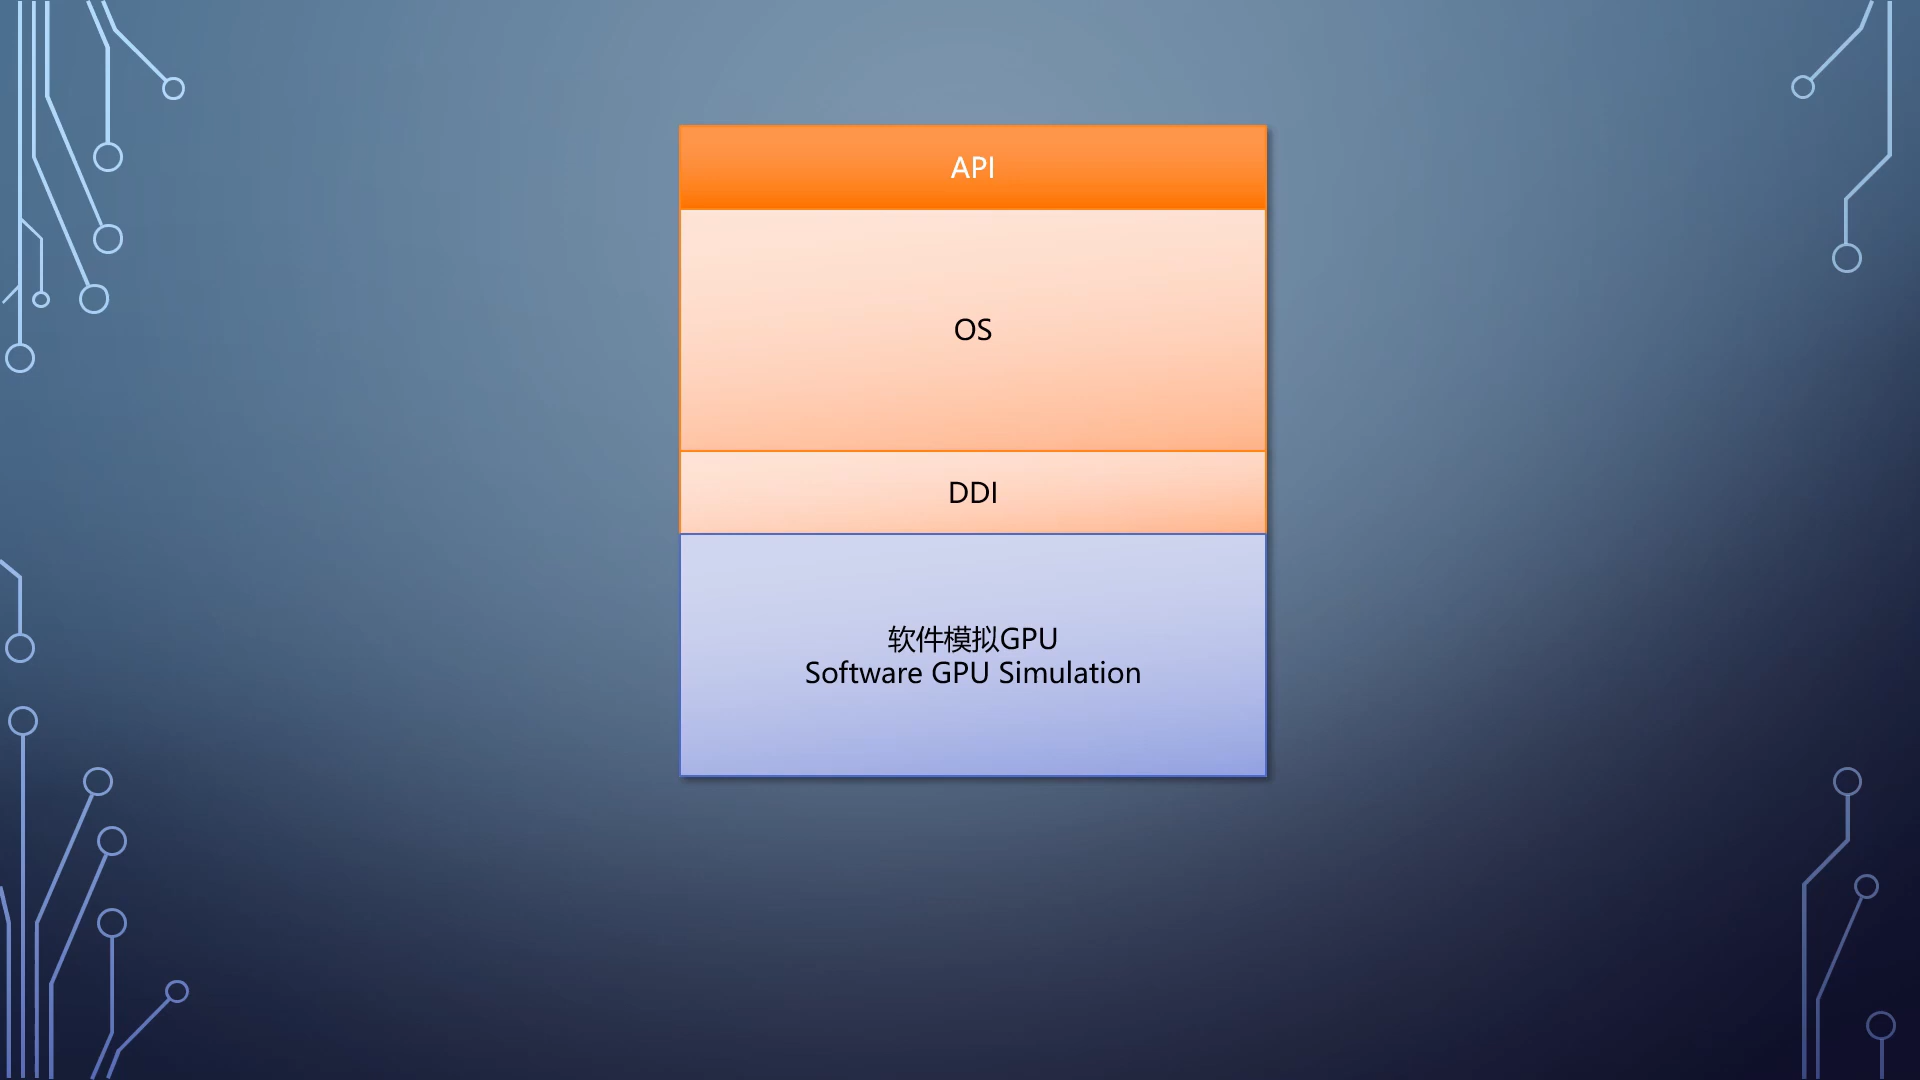 API
OS
DDI
软件模拟GPU
Software GPU Simulation